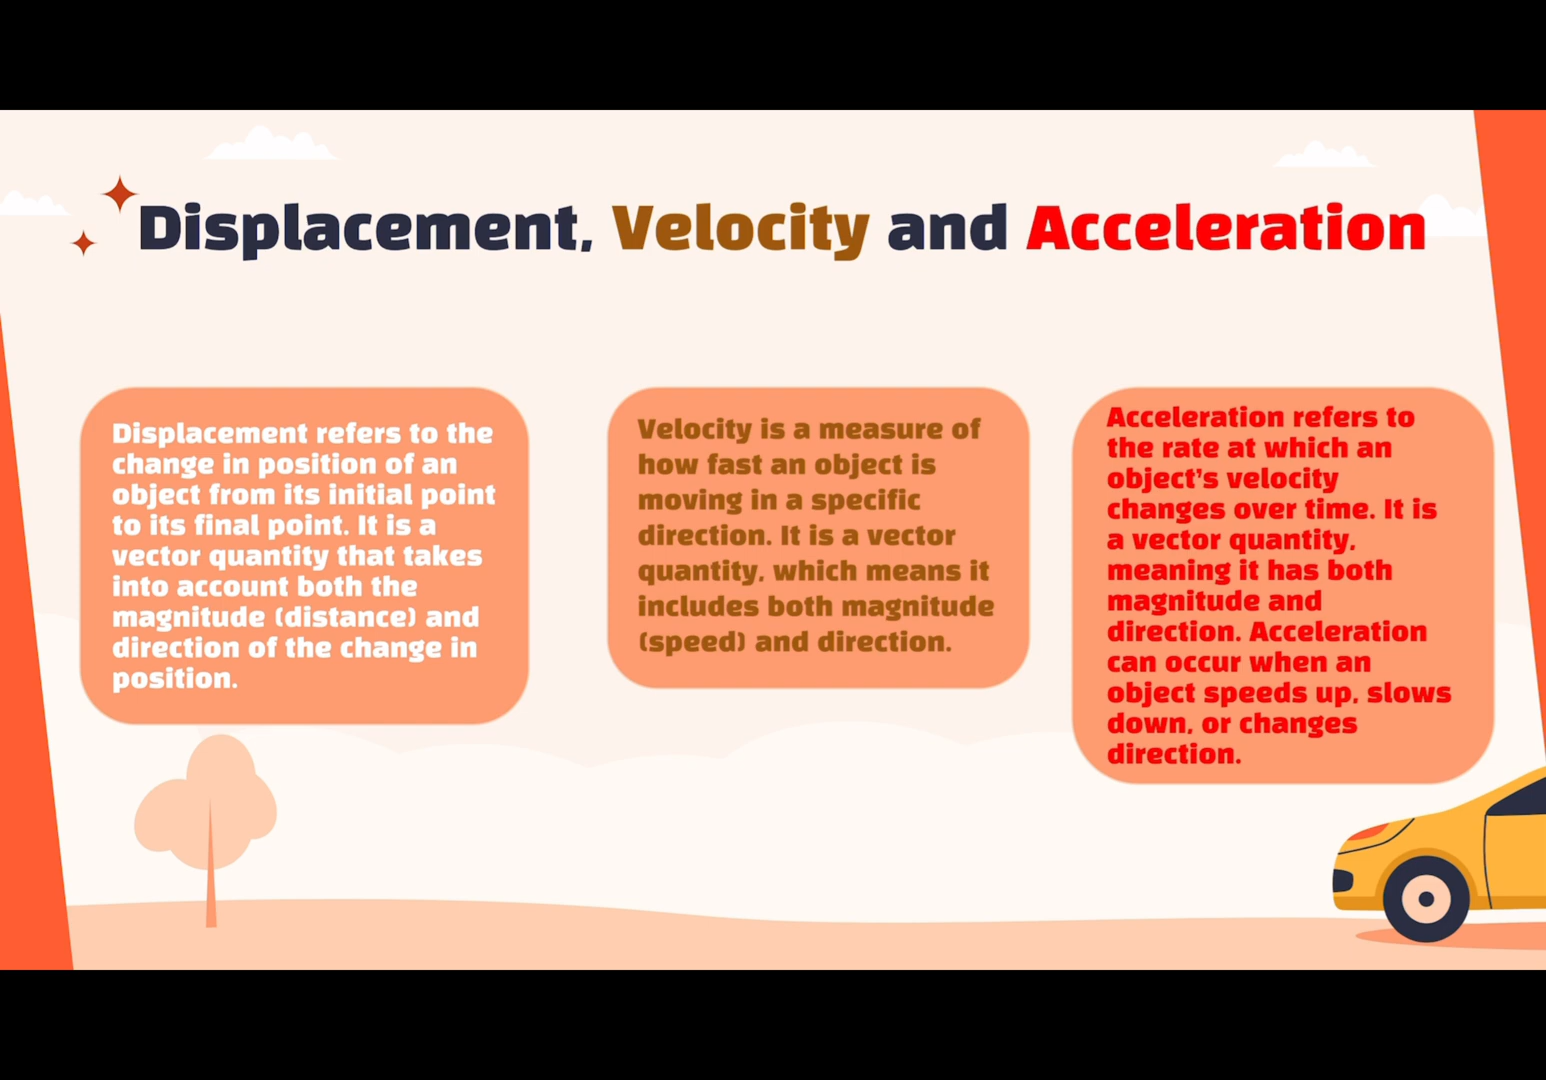 Displacement, Velocity and Acceleration
Displacement refers to the
change in position of an
object from its initial point
to its final point. It is a
vector quantity that takes
into account both the
magnitude (distance) and
direction of the change in
position.
Velocity is a measure of
how fast an object is
moving in a specific
direction. It is a vector
quantity, which means it
includes both magnitude
(speed) and direction.
Acceleration refers to
the rate at which an
object’s velocity
changes over time. It is
a vector quantity,
meaning it has both
magnitude and
direction. Acceleration
can occur when an
object speeds up, slows
down, or changes
direction.